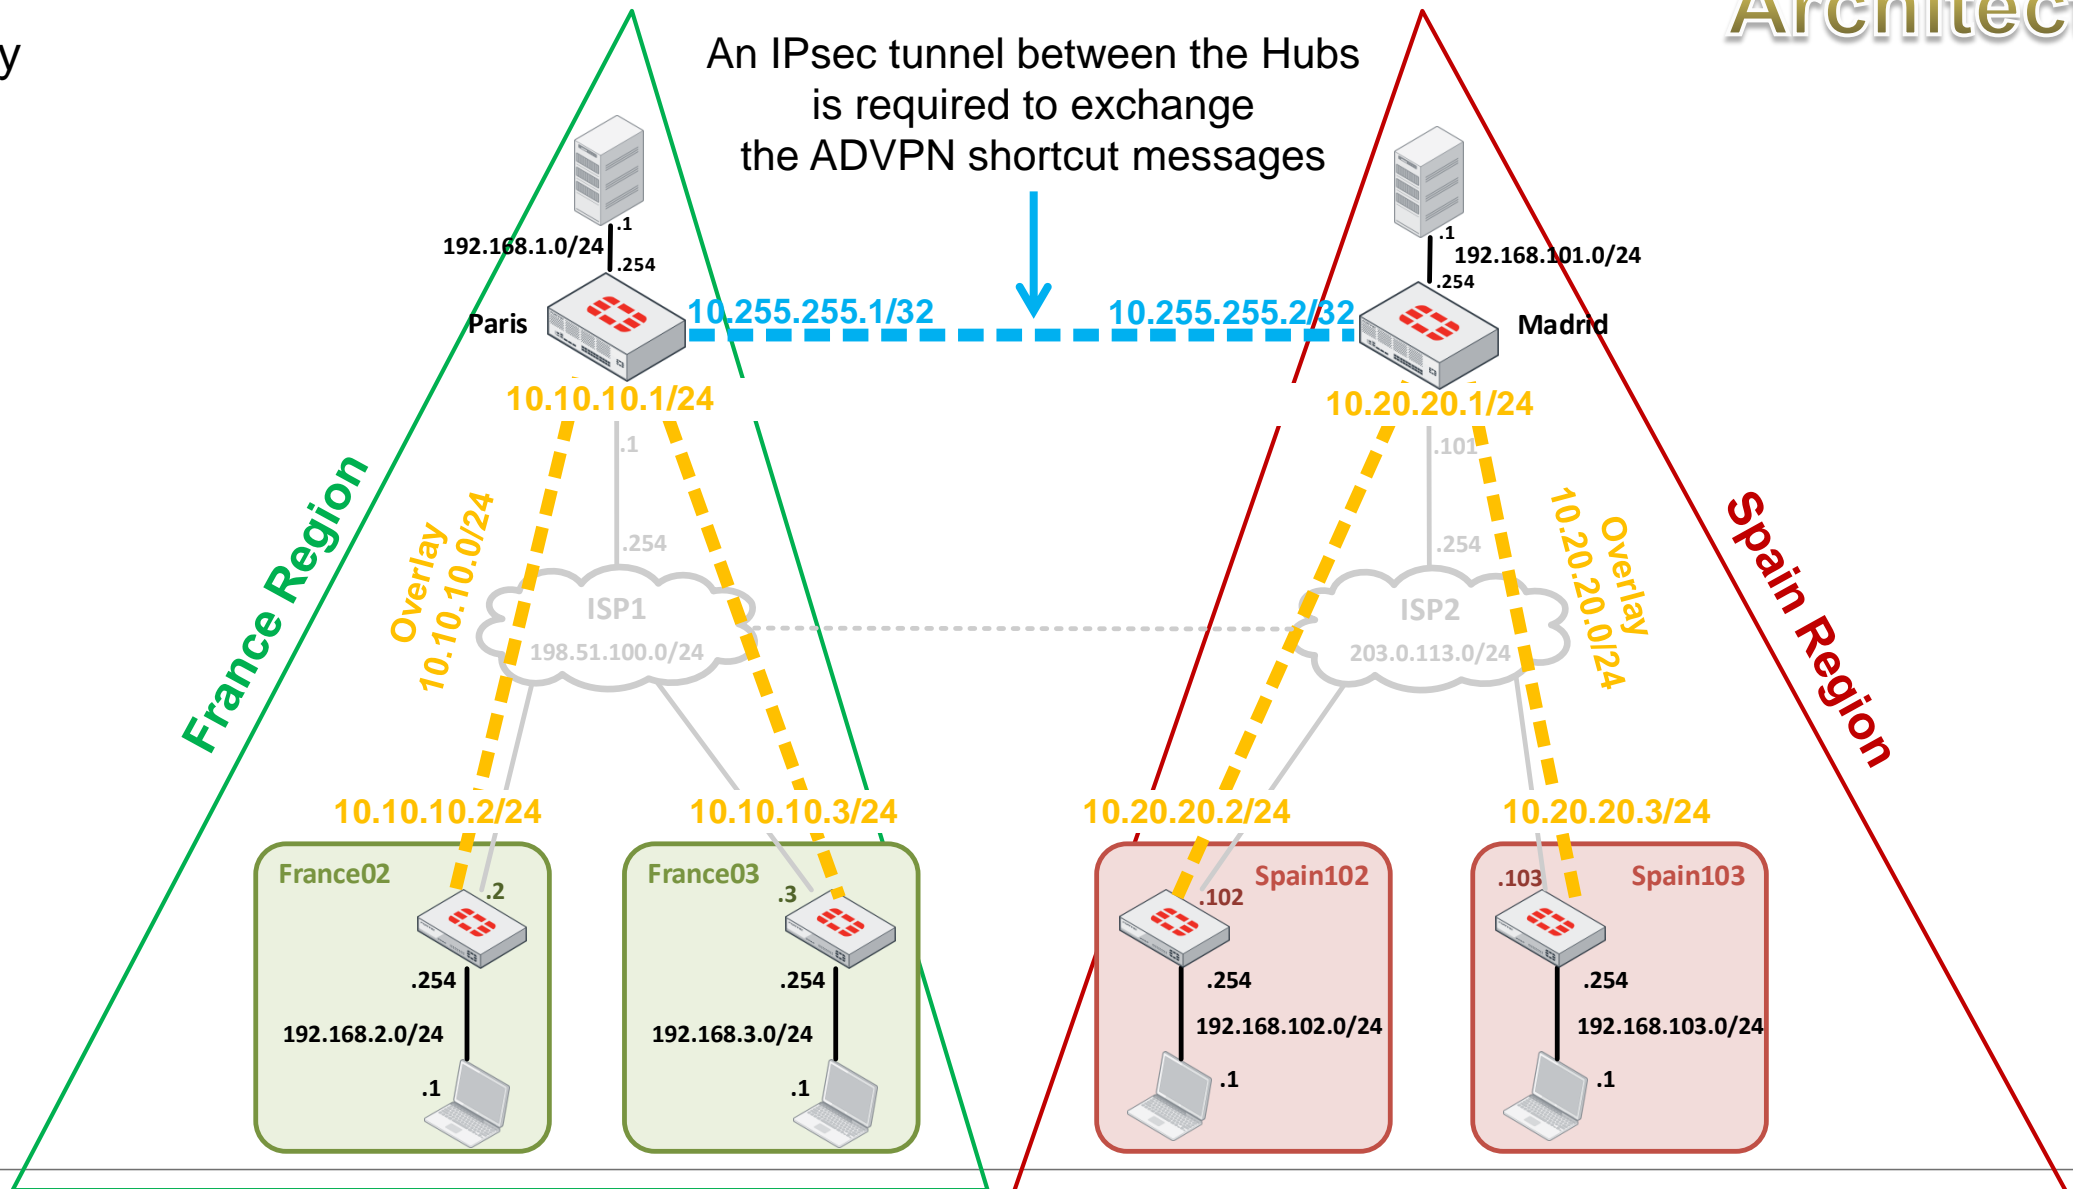 y
Architec
An IPsec tunnel between the Hubs
is required to exchange
the ADVPN shortcut messages
.1
192.168.1.0/24
.254
.1
192.168.101.0/24
.254
Paris
10.255.255.1/32
10.255.255.2/32
Madrid
10.10.10.1/24
10.20.20.1/24
.1
.101
France Region
Overlay
10.10.10.0/24
.254
.254
Overlay
10.20.20.0/24
Spain Region
ISP1
198.51.100.0/24
ISP2
203.0.113.0/24
10.10.10.2/24
10.10.10.3/24
10.20.20.2/24
10.20.20.3/24
France02
.2
France03
.3
Spain102
.102
Spain103
.103
.254
.254
.254
.254
192.168.2.0/24
192.168.3.0/24
192.168.102.0/24
192.168.103.0/24
.1
.1
.1
.1